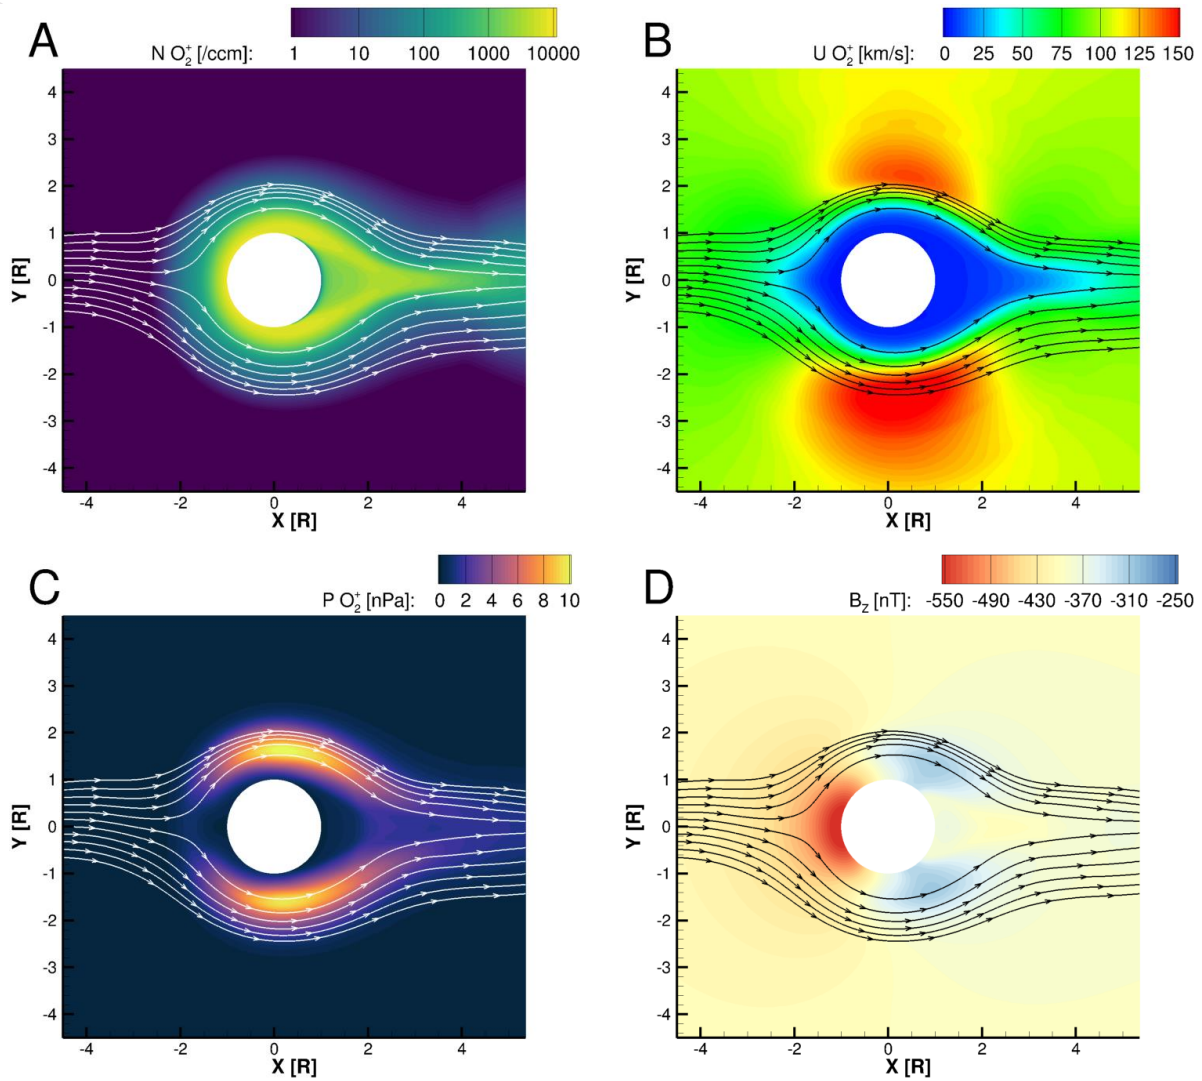 A
N O₂⁺ [/ccm]: 1 10 100 1000 10000
4
3
2
1
0
-1
-2
-3
-4
Y [R]
-4 -2 0 2 4
X [R]
B
U O₂⁺ [km/s]: 0 25 50 75 100 125 150
4
3
2
1
0
-1
-2
-3
-4
Y [R]
-4 -2 0 2 4
X [R]
C
P O₂⁺ [nPa]: 0 2 4 6 8 10
4
3
2
1
0
-1
-2
-3
-4
Y [R]
-4 -2 0 2 4
X [R]
D
B_Z [nT]: -550 -490 -430 -370 -310 -250
4
3
2
1
0
-1
-2
-3
-4
Y [R]
-4 -2 0 2 4
X [R]